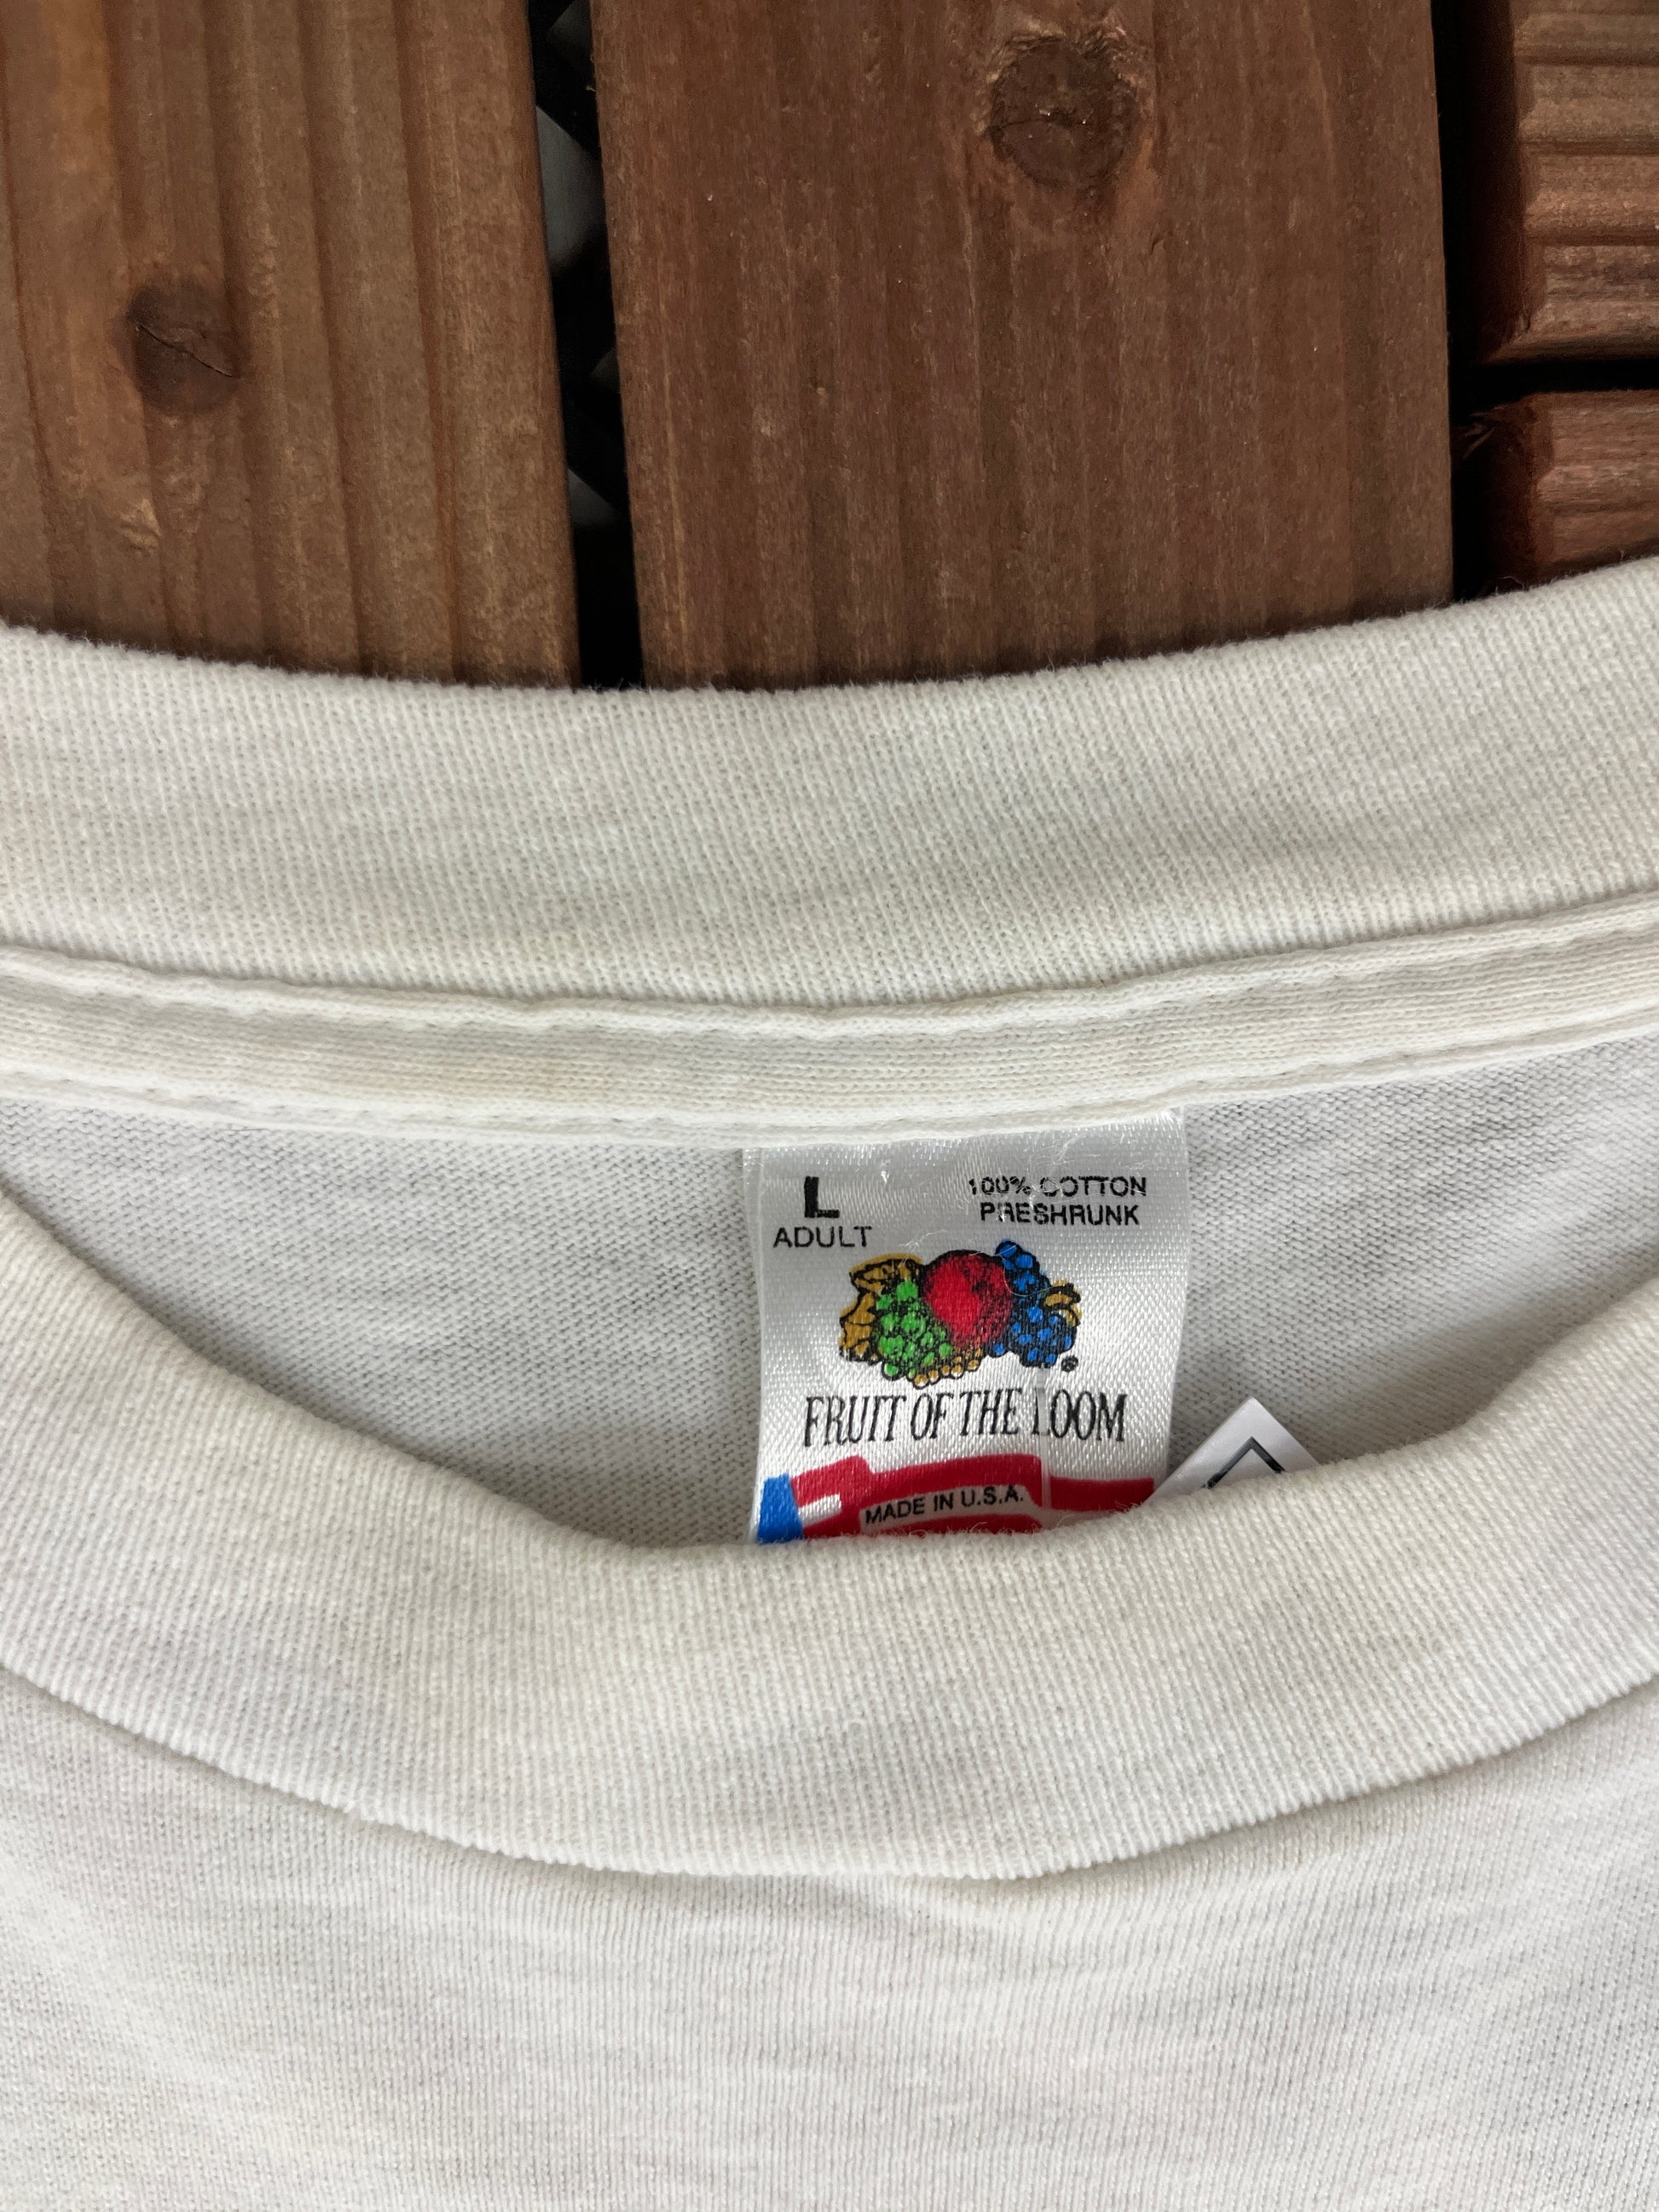 L
ADULT
100% COTTON
PRESHRUNK
®
FRUIT OF THE LOOM
MADE IN U.S.A.